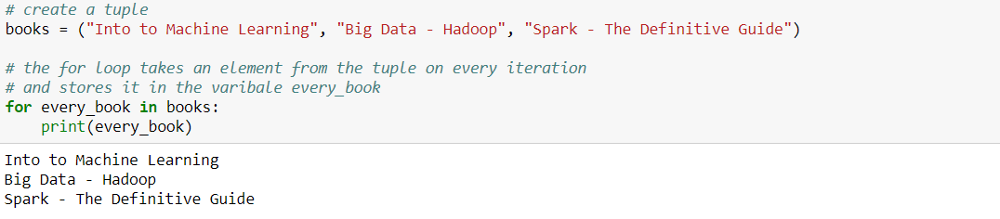 # create a tuple
books = ("Into to Machine Learning", "Big Data - Hadoop", "Spark - The Definitive Guide")
# the for loop takes an element from the tuple on every iteration
# and stores it in the varibale every_book
for every_book in books:
    print(every_book)
Into to Machine Learning
Big Data - Hadoop
Spark - The Definitive Guide